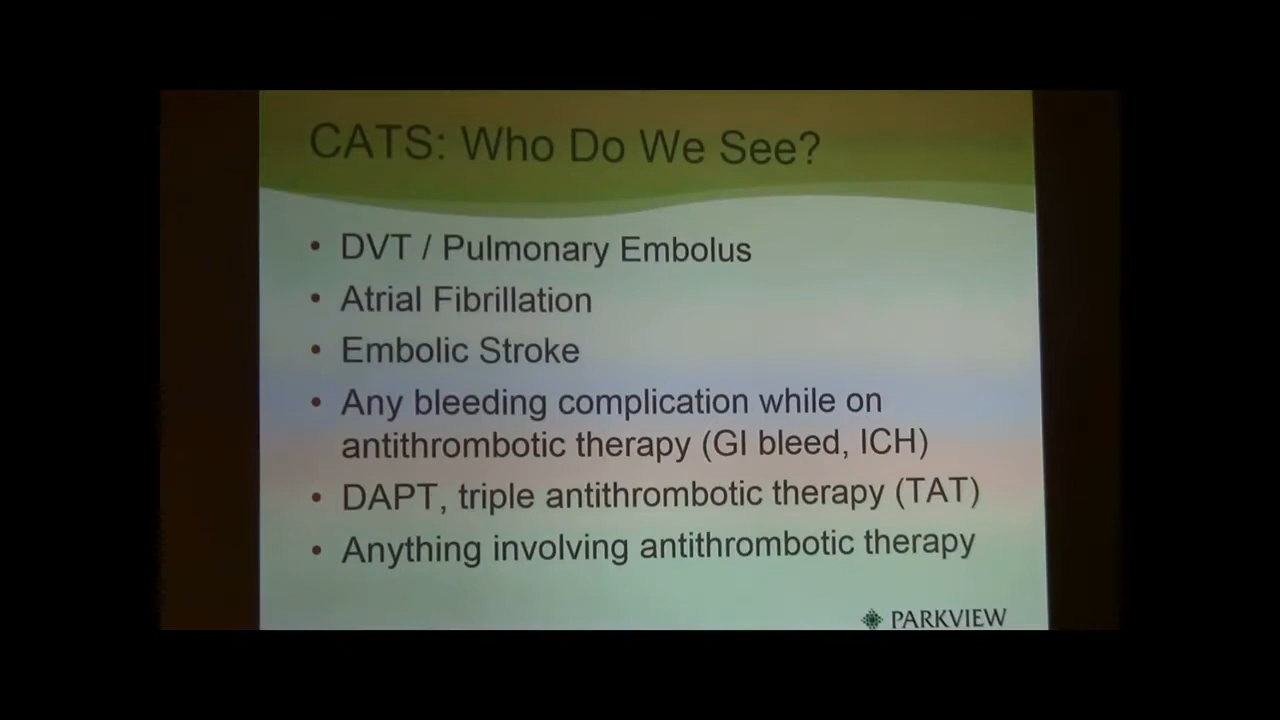 CATS: Who Do We See?
• DVT / Pulmonary Embolus
• Atrial Fibrillation
• Embolic Stroke
• Any bleeding complication while on
antithrombotic therapy (GI bleed, ICH)
• DAPT, triple antithrombotic therapy (TAT)
• Anything involving antithrombotic therapy
PARKVIEW